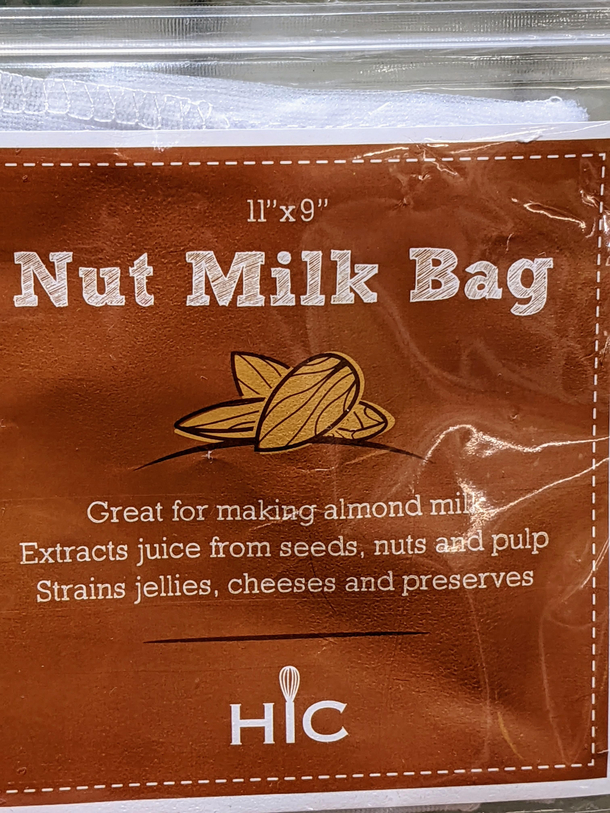 11"x9"
Nut Milk Bag
Great for making almond milk
Extracts juice from seeds, nuts and pulp
Strains jellies, cheeses and preserves
HIC